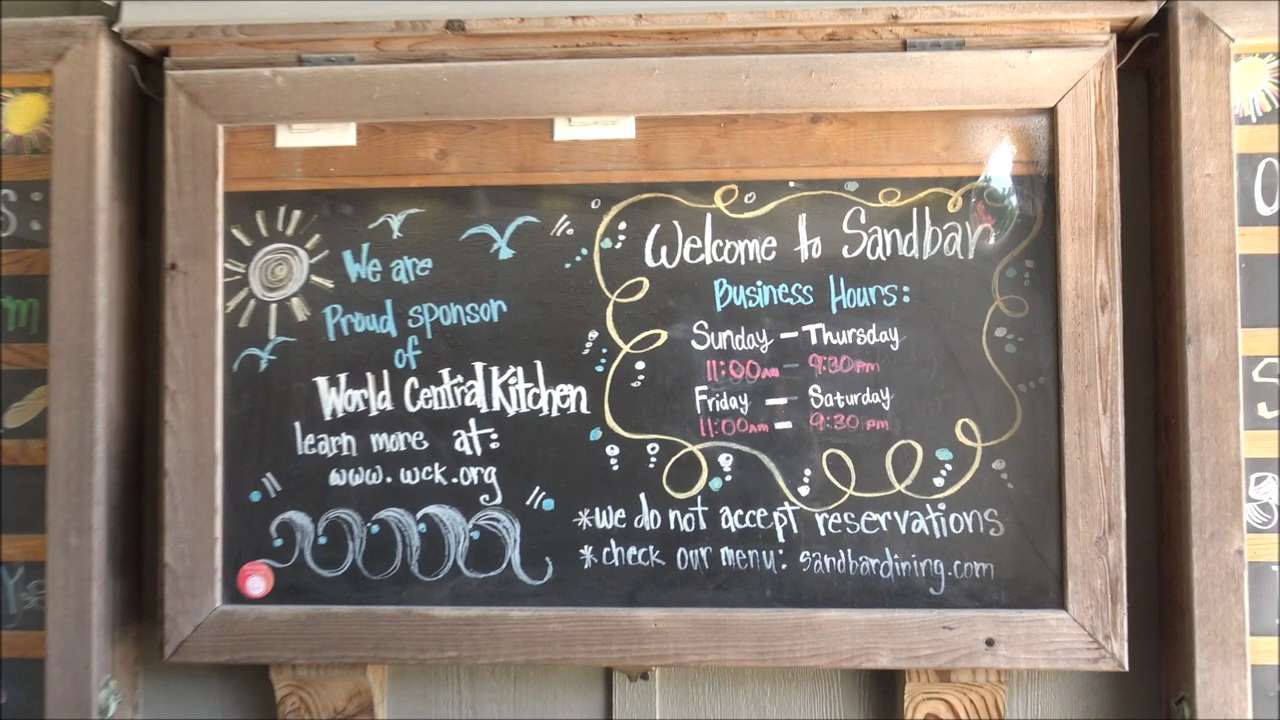 We are
Proud sponsor
of
World Central Kitchen
learn more at:
www.wck.org
Welcome to Sandbar
Business Hours:
Sunday - Thursday
11:00am - 9:30pm
Friday - Saturday
11:00am - 9:30 pm
*we do not accept reservations
*check our menu: sandbardining.com